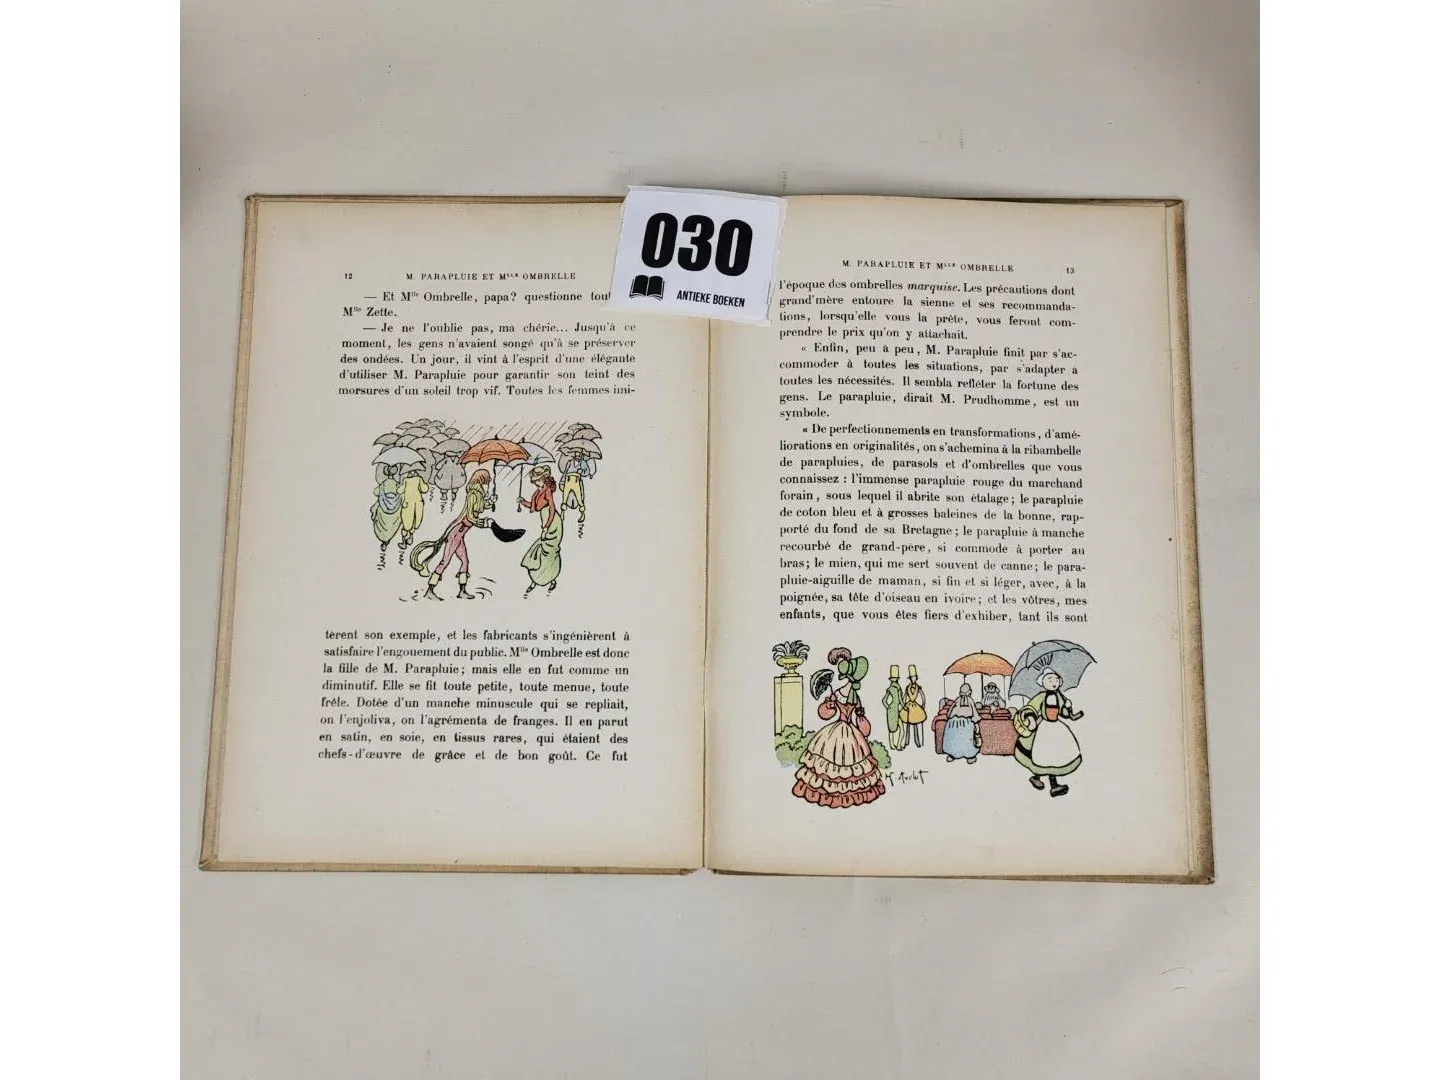 12 M. PARAPLUIE ET Mlle OMBRELLE
— Et Mlle Ombrelle, papa? questionne
Mlle Zette.
— Je ne l'oublie pas, ma chérie... Jusqu'à ce
moment, les gens n'avaient songé qu'à se préserver
des ondées. Un jour, il vint à l'esprit d'une élégante
d'utiliser M. Parapluie pour garantir son teint des
morsures d'un soleil trop vif. Toutes les femmes imi-
tèrent son exemple, et les fabricants s'ingénièrent à
satisfaire l'engouement du public. Mlle Ombrelle est donc
la fille de M. Parapluie; mais elle en fut comme un
diminutif. Elle se fit toute petite, toute menue, toute
frêle. Dotée d'un manche minuscule qui se repliait,
on l'enjoliva, on l'agrémenta de franges. Il en parut
en satin, en soie, en tissus rares, qui étaient des
chefs-d'œuvre de grâce et de bon goût. Ce fut
030
ANTIEKE BOEKEN
M. PARAPLUIE ET Mlle OMBRELLE 13
l'époque des ombrelles marquise. Les précautions dont
grand'mère entoure la sienne et ses recommanda-
tions, lorsqu'elle vous la prête, vous feront com-
prendre le prix qu'on y attachait.
« Enfin, peu à peu, M. Parapluie finit par s'ac-
commoder à toutes les situations, par s'adapter à
toutes les nécessités. Il sembla refléter la fortune des
gens. Le parapluie, dirait M. Prudhomme, est un
symbole.
« De perfectionnements en transformations, d'amé-
liorations en originalités, on s'achemina à la ribambelle
de parapluies, de parasols et d'ombrelles que vous
connaissez : l'immense parapluie rouge du marchand
forain, sous lequel il abrite son étalage; le parapluie
de coton bleu et à grosses baleines de la bonne, rap-
porté du fond de sa Bretagne; le parapluie à manche
recourbé de grand-père, si commode à porter au
bras; le mien, qui me sert souvent de canne; le para-
pluie-aiguille de maman, si fin et si léger, avec, à la
poignée, sa tête d'oiseau en ivoire; et les vôtres, mes
enfants, que vous êtes fiers d'exhiber, tant ils sont